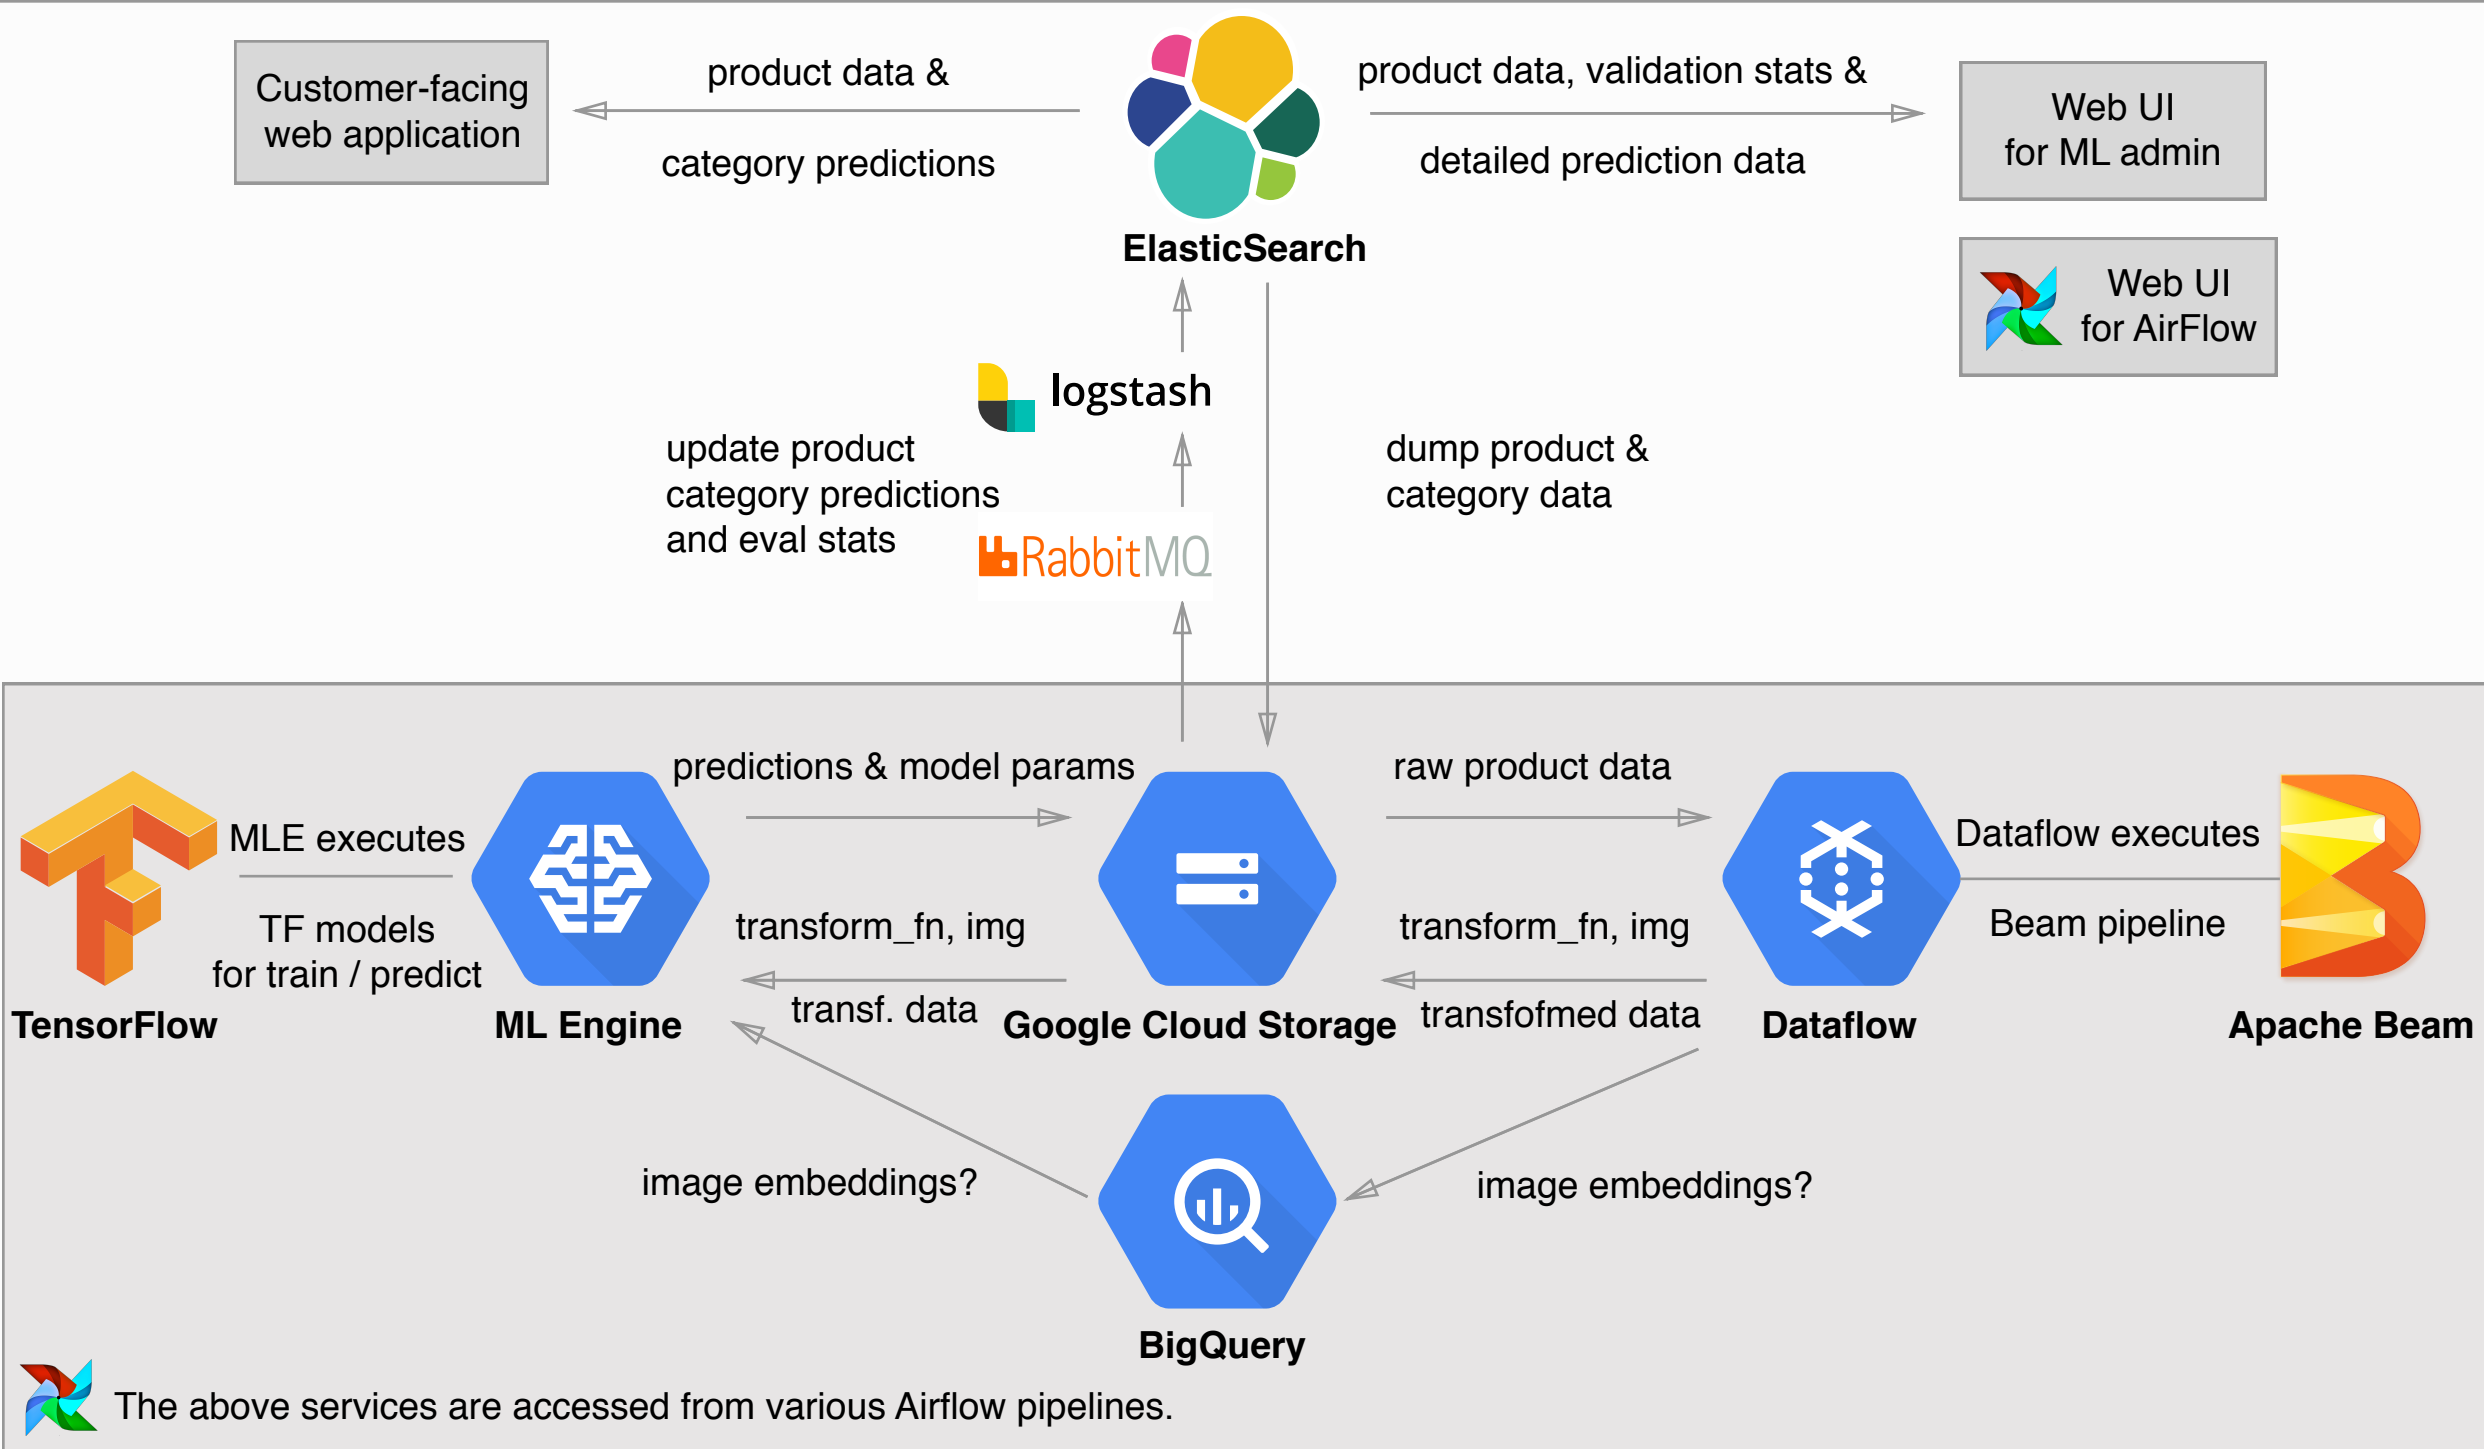 Customer-facing
web application
product data &
category predictions
ElasticSearch
product data, validation stats &
detailed prediction data
Web UI
for ML admin
Web UI
for AirFlow
logstash
update product
category predictions
and eval stats
RabbitMQ
dump product &
category data
TensorFlow
MLE executes
TF models
for train / predict
ML Engine
predictions & model params
transform_fn, img
transf. data
Google Cloud Storage
raw product data
transform_fn, img
transfofmed data
Dataflow
Dataflow executes
Beam pipeline
Apache Beam
image embeddings?
BigQuery
image embeddings?
The above services are accessed from various Airflow pipelines.